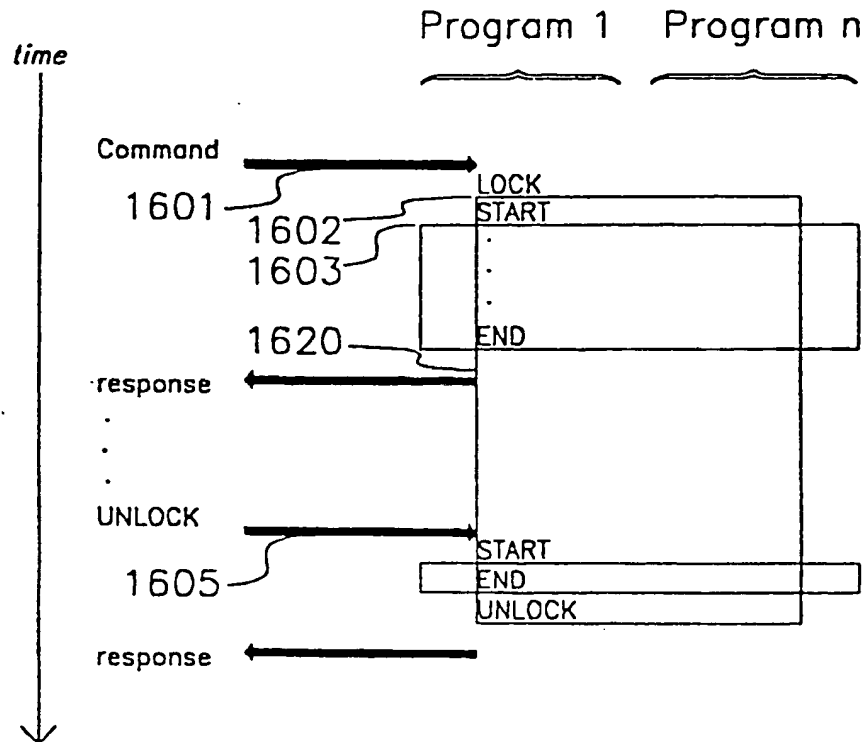 Program 1 Program n
time
Command
1601
LOCK
1602
START
1603
1620
END
response
UNLOCK
START
1605
END
UNLOCK
response